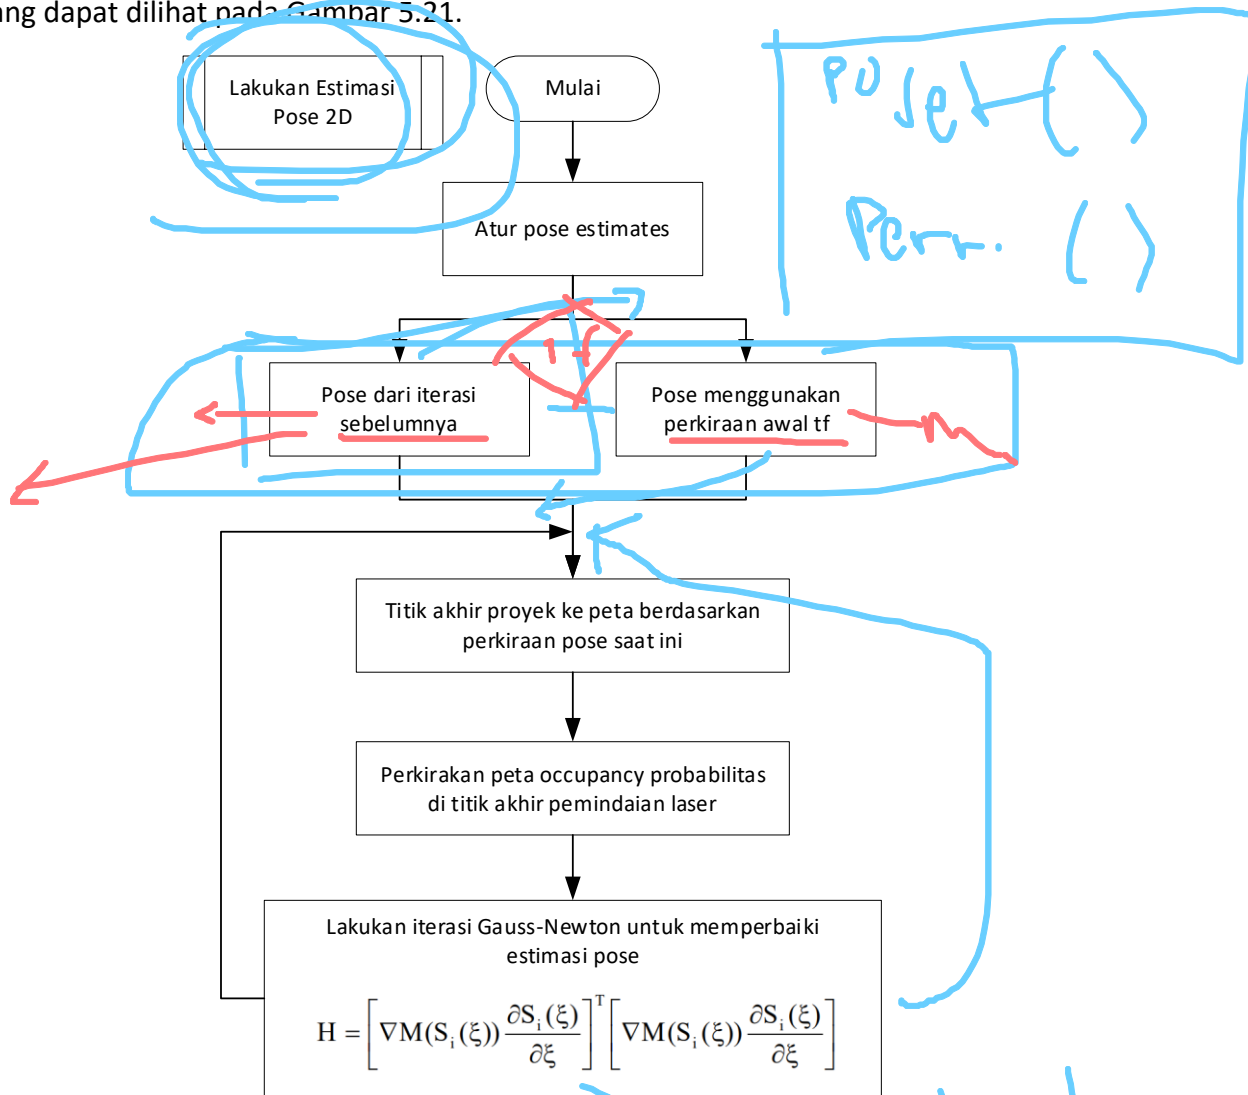 ang dapat dilihat pada Gambar 5.21.
Lakukan Estimasi
Pose 2D
Mulai
Atur pose estimates
If
Pose dari iterasi
sebelumnya
Pose menggunakan
perkiraan awal tf
Titik akhir proyek ke peta berdasarkan
perkiraan pose saat ini
Perkirakan peta occupancy probabilitas
di titik akhir pemindaian laser
Lakukan iterasi Gauss-Newton untuk memperbaiki
estimasi pose
H = [∇M(Sᵢ(ξ)) ∂Sᵢ(ξ)/∂ξ]ᵀ [∇M(Sᵢ(ξ)) ∂Sᵢ(ξ)/∂ξ]
Perr. ( )